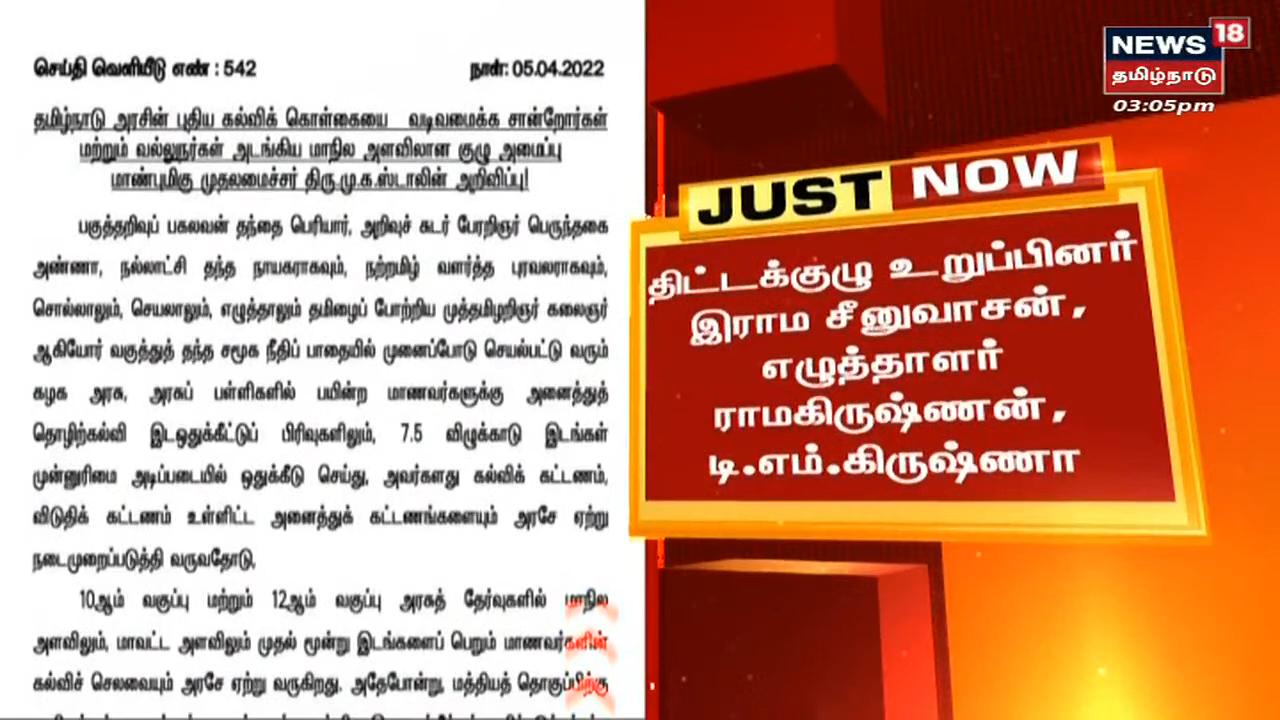 செய்தி வெளியீடு எண் : 542 நாள்: 05.04.2022
தமிழ்நாடு அரசின் புதிய கல்விக் கொள்கையை வடிவமைக்க சான்றோர்கள்
மற்றும் வல்லுநர்கள் அடங்கிய மாநில அளவிலான குழு அமைப்பு
மாண்புமிகு முதலமைச்சர் திரு.மு.க.ஸ்டாலின் அறிவிப்பு!
பகுத்தறிவுப் பகலவன் தந்தை பெரியார், அறிவுச் சுடர் பேரறிஞர் பெருந்தகை
அண்ணா, நல்லாட்சி தந்த நாயகராகவும், நற்றமிழ் வளர்த்த புரவலராகவும்,
சொல்லாலும், செயலாலும், எழுத்தாலும் தமிழைப் போற்றிய முத்தமிழறிஞர் கலைஞர்
ஆகியோர் வகுத்துத் தந்த சமூக நீதிப் பாதையில் முனைப்போடு செயல்பட்டு வரும்
கழக அரசு, அரசுப் பள்ளிகளில் பயின்ற மாணவர்களுக்கு அனைத்துத்
தொழிற்கல்வி இடஒதுக்கீட்டுப் பிரிவுகளிலும், 7.5 விழுக்காடு இடங்கள்
முன்னுரிமை அடிப்படையில் ஒதுக்கீடு செய்து, அவர்களது கல்விக் கட்டணம்,
விடுதிக் கட்டணம் உள்ளிட்ட அனைத்துக் கட்டணங்களையும் அரசே ஏற்று
நடைமுறைப்படுத்தி வருவதோடு,
10ஆம் வகுப்பு மற்றும் 12ஆம் வகுப்பு அரசுத் தேர்வுகளில் மாநில
அளவிலும், மாவட்ட அளவிலும் முதல் மூன்று இடங்களைப் பெறும் மாணவர்களின்
கல்விச் செலவையும் அரசே ஏற்று வருகிறது. அதேபோன்று, மத்தியத் தொகுப்பிற்கு
NEWS 18
தமிழ்நாடு
03:05pm
JUST NOW
திட்டக்குழு உறுப்பினர்
இராம சீனுவாசன்,
எழுத்தாளர்
ராமகிருஷ்ணன்,
டி.எம்.கிருஷ்ணா